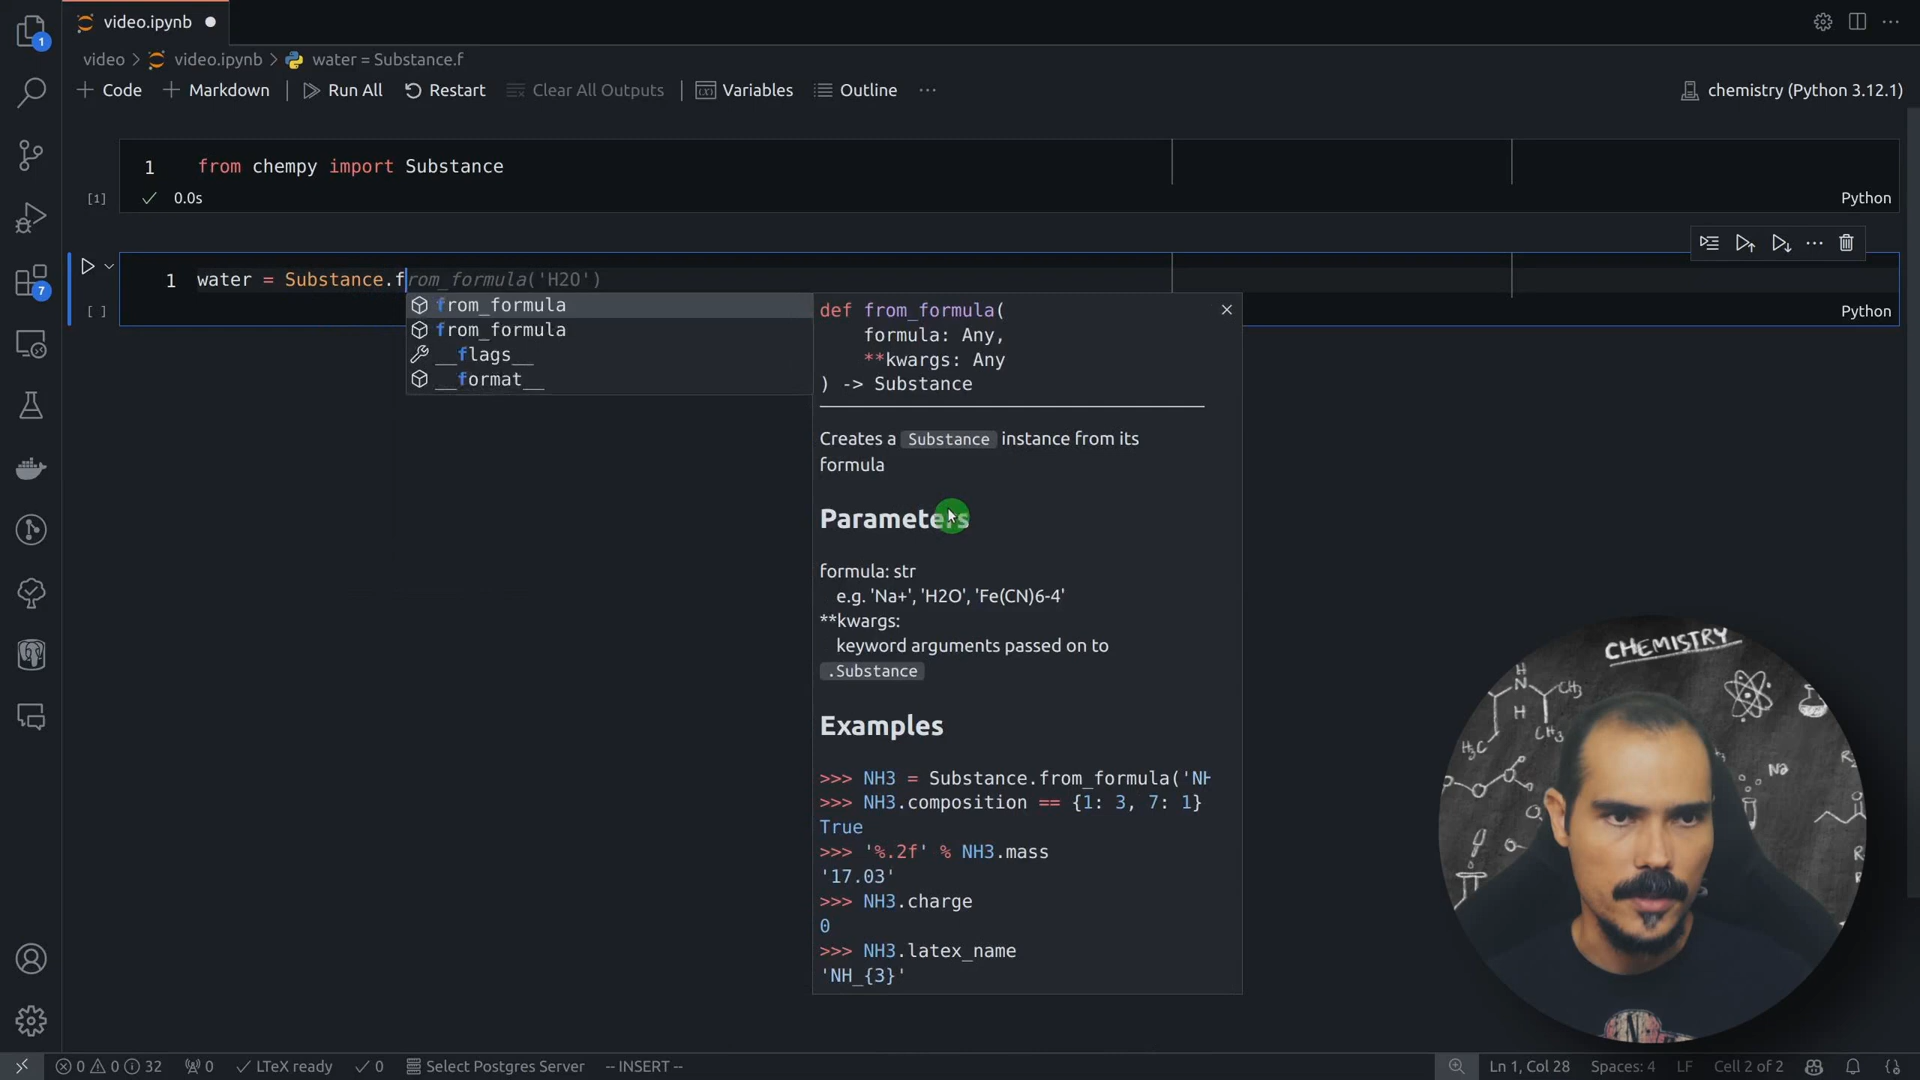 1
video.ipynb
video > video.ipynb > water = Substance.f
Code Markdown Run All Restart Clear All Outputs Variables Outline ··· chemistry (Python 3.12.1)
1 from chempy import Substance
[1] 0.0s Python
1 water = Substance.from_formula('H2O')
[ ] Python
7
from_formula
from_formula
__flags__
__format__
def from_formula(
formula: Any,
**kwargs: Any
) -> Substance
Creates a Substance instance from its
formula
Parameters
formula: str
e.g. 'Na+', 'H2O', 'Fe(CN)6-4'
**kwargs:
keyword arguments passed on to
.Substance
Examples
>>> NH3 = Substance.from_formula('NH
>>> NH3.composition == {1: 3, 7: 1}
True
>>> '%.2f' % NH3.mass
'17.03'
>>> NH3.charge
0
>>> NH3.latex_name
'NH_{3}'
CHEMISTRY
H
N
CH3
H
CH3
H3C
Na
O
0 0 32 0 LTeX ready 0 Select Postgres Server -- INSERT -- Ln 1, Col 28 Spaces: 4 LF Cell 2 of 2